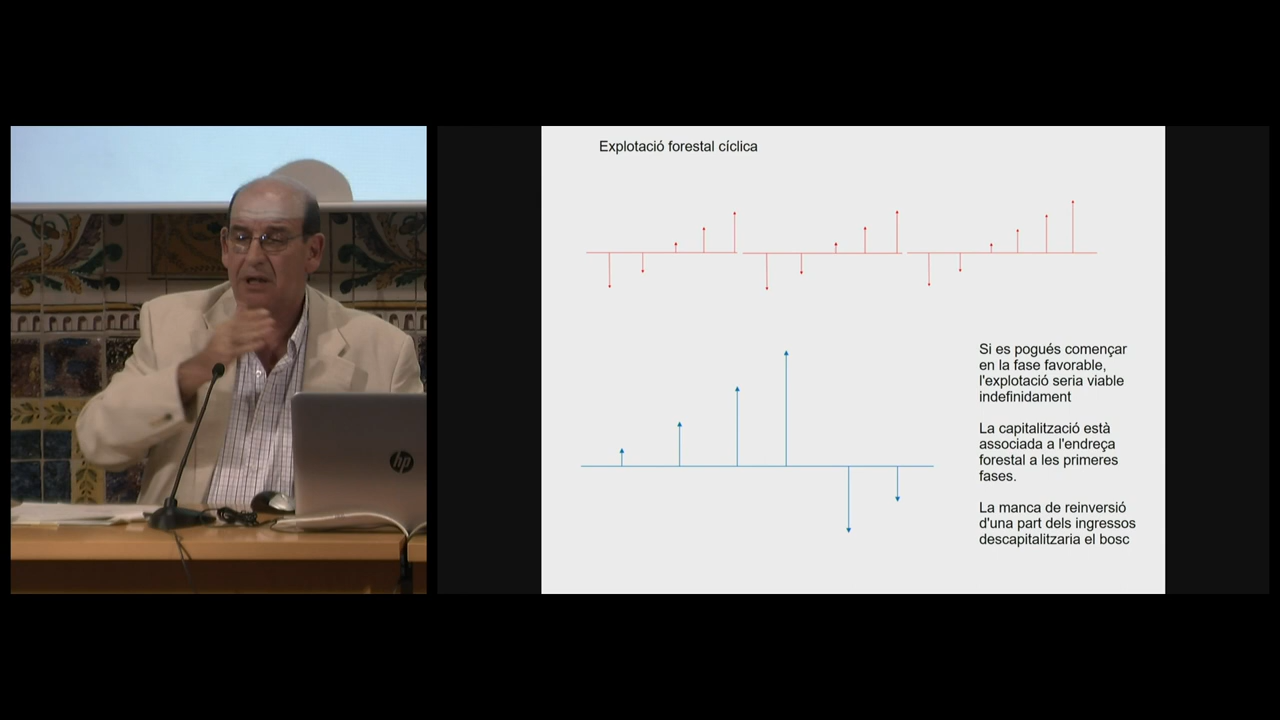 Explotació forestal cíclica
Si es pogués començar
en la fase favorable,
l'explotació seria viable
indefinidament
La capitalització està
associada a l'endreça
forestal a les primeres
fases.
La manca de reinversió
d'una part dels ingressos
descapitalitzaria el bosc
hp